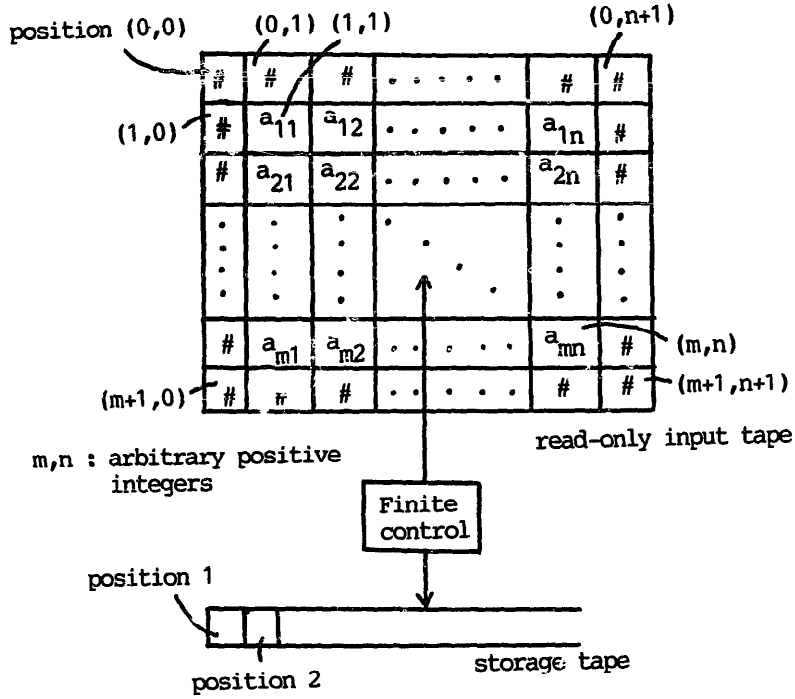 position (0,0) (0,1) (1,1) (0,n+1)
# # # . . . . . # #
(1,0) # a11 a12 . . . . . a1n #
# a21 a22 . . . . . a2n #
# am1 am2 . . . . . amn # (m,n)
(m+1,0) # # # . . . . . # # (m+1,n+1)
read-only input tape
m,n : arbitrary positive
integers
Finite
control
position 1
position 2
storage tape